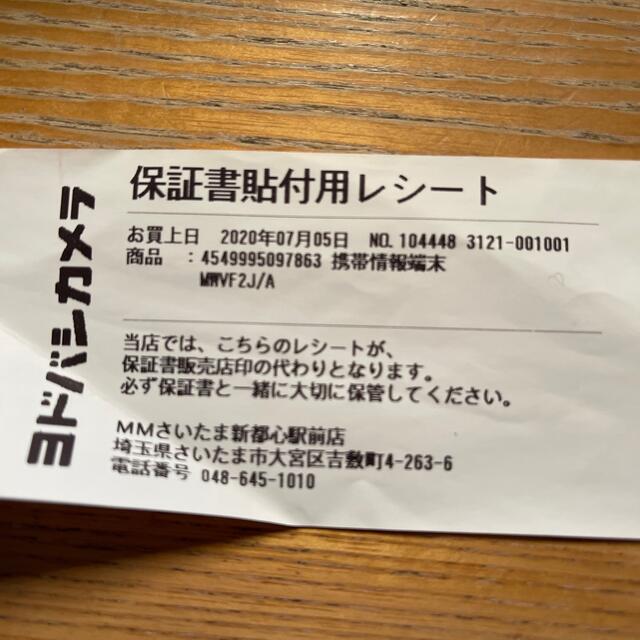 ヨドバシカメラ
保証書貼付用レシート
お買上日 2020年07月05日 NO. 104448 3121-001001
商品 :4549995097863 携帯情報端末
MWVF2J/A
当店では、こちらのレシートが、
保証書販売店印の代わりとなります。
必ず保証書と一緒に大切に保管してください。
MMさいたま新都心駅前店
埼玉県さいたま市大宮区吉敷町4-263-6
電話番号 048-645-1010